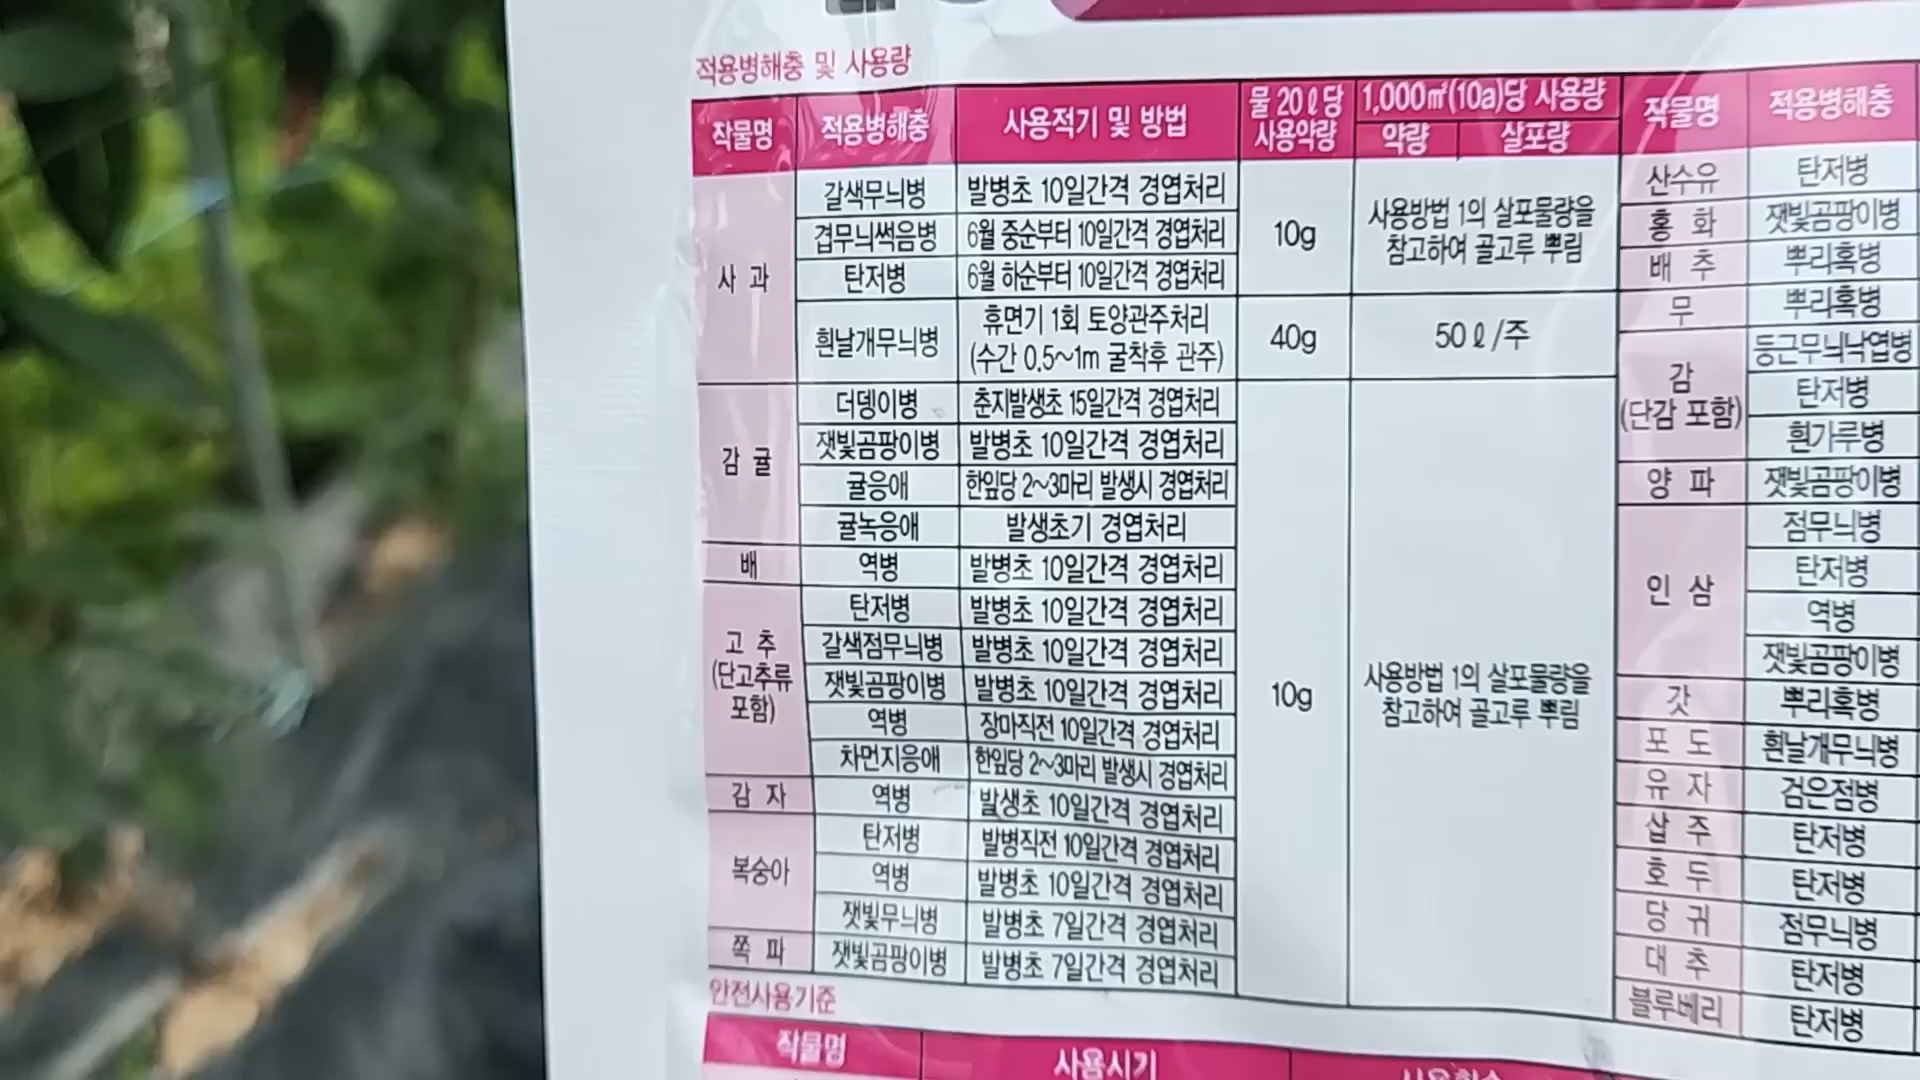 적용병해충 및 사용량
작물명 적용병해충 사용적기 및 방법 물 20ℓ당 사용약량 1,000㎡(10a)당 사용량 약량 살포량 작물명 적용병해충
사 과
갈색무늬병 발병초 10일간격 경엽처리
겹무늬썩음병 6월 중순부터 10일간격 경엽처리
탄저병 6월 하순부터 10일간격 경엽처리
10g
사용방법 1의 살포물량을
참고하여 골고루 뿌림
흰날개무늬병 휴면기 1회 토양관주처리
(수간 0.5~1m 굴착후 관주)
40g
50ℓ/주
감 귤
더뎅이병 춘지발생초 15일간격 경엽처리
잿빛곰팡이병 발병초 10일간격 경엽처리
귤응애 한잎당 2~3마리 발생시 경엽처리
귤녹응애 발생초기 경엽처리
배 역병 발병초 10일간격 경엽처리
고 추
(단고추류
포함)
탄저병 발병초 10일간격 경엽처리
갈색점무늬병 발병초 10일간격 경엽처리
잿빛곰팡이병 발병초 10일간격 경엽처리
역병 장마직전 10일간격 경엽처리
차먼지응애 한잎당 2~3마리 발생시 경엽처리
감 자 역병 발생초 10일간격 경엽처리
복숭아
탄저병 발병직전 10일간격 경엽처리
역병 발병초 10일간격 경엽처리
잿빛무늬병 발병초 7일간격 경엽처리
쪽 파 잿빛곰팡이병 발병초 7일간격 경엽처리
10g
사용방법 1의 살포물량을
참고하여 골고루 뿌림
산수유 탄저병
홍 화 잿빛곰팡이병
배 추 뿌리혹병
무 뿌리혹병
감
(단감 포함)
둥근무늬낙엽병
탄저병
흰가루병
양 파 잿빛곰팡이병
인 삼
점무늬병
탄저병
역병
잿빛곰팡이병
갓 뿌리혹병
포 도 흰날개무늬병
유 자 검은점병
삽 주 탄저병
호 두 탄저병
당 귀 점무늬병
대 추 탄저병
블루베리 탄저병
안전사용기준
작물명 사용시기